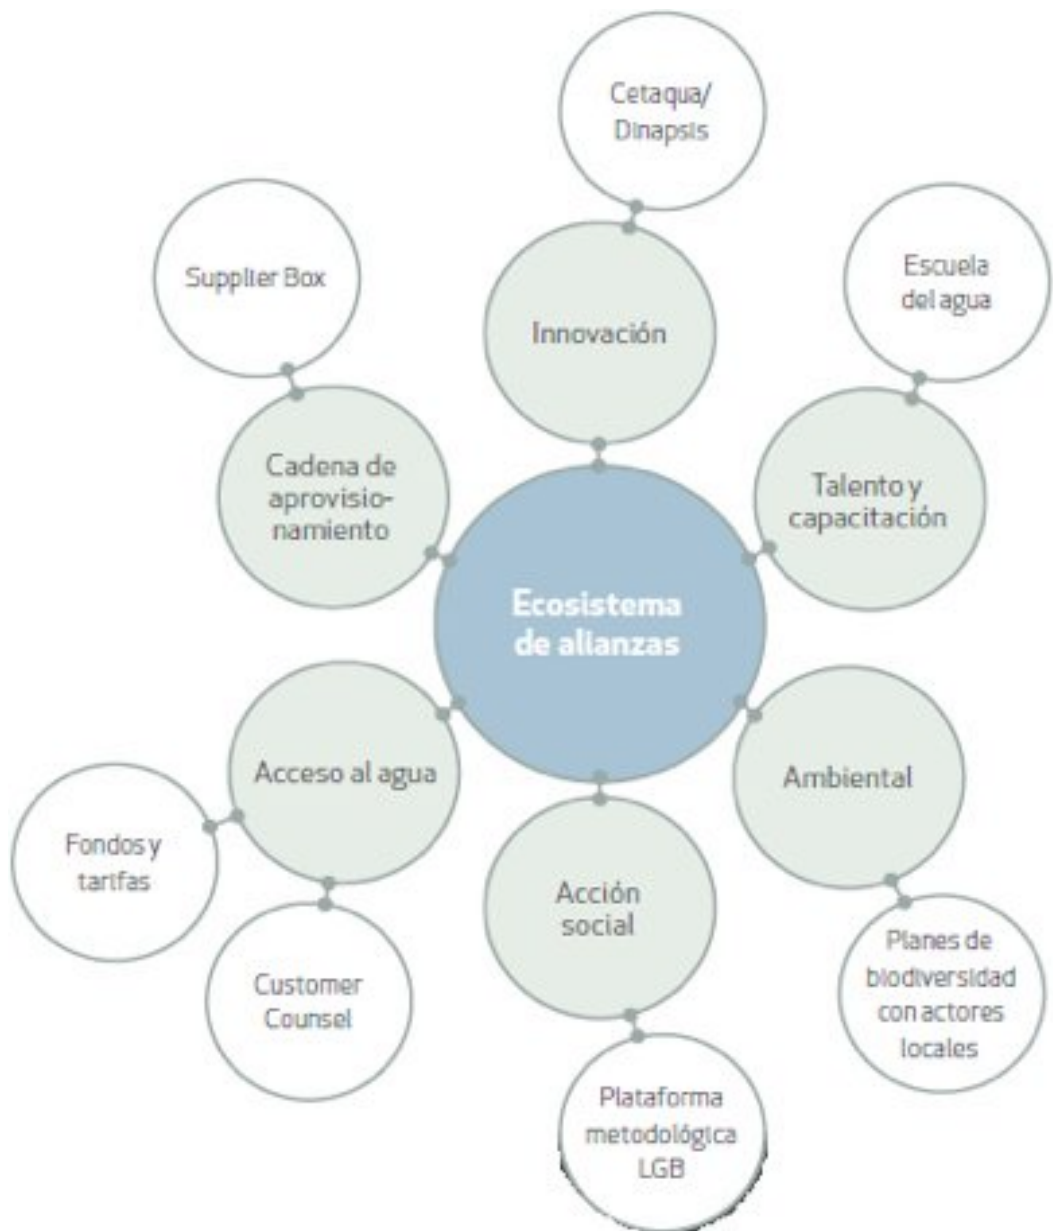 Cetaqua/
Dinapsis
Supplier Box
Escuela
del agua
Innovación
Cadena de
aprovisio-
namiento
Talento y
capacitación
Ecosistema
de alianzas
Acceso al agua
Ambiental
Fondos y
tarifas
Acción
social
Customer
Counsel
Planes de
biodiversidad
con actores
locales
Plataforma
metodológica
LGB